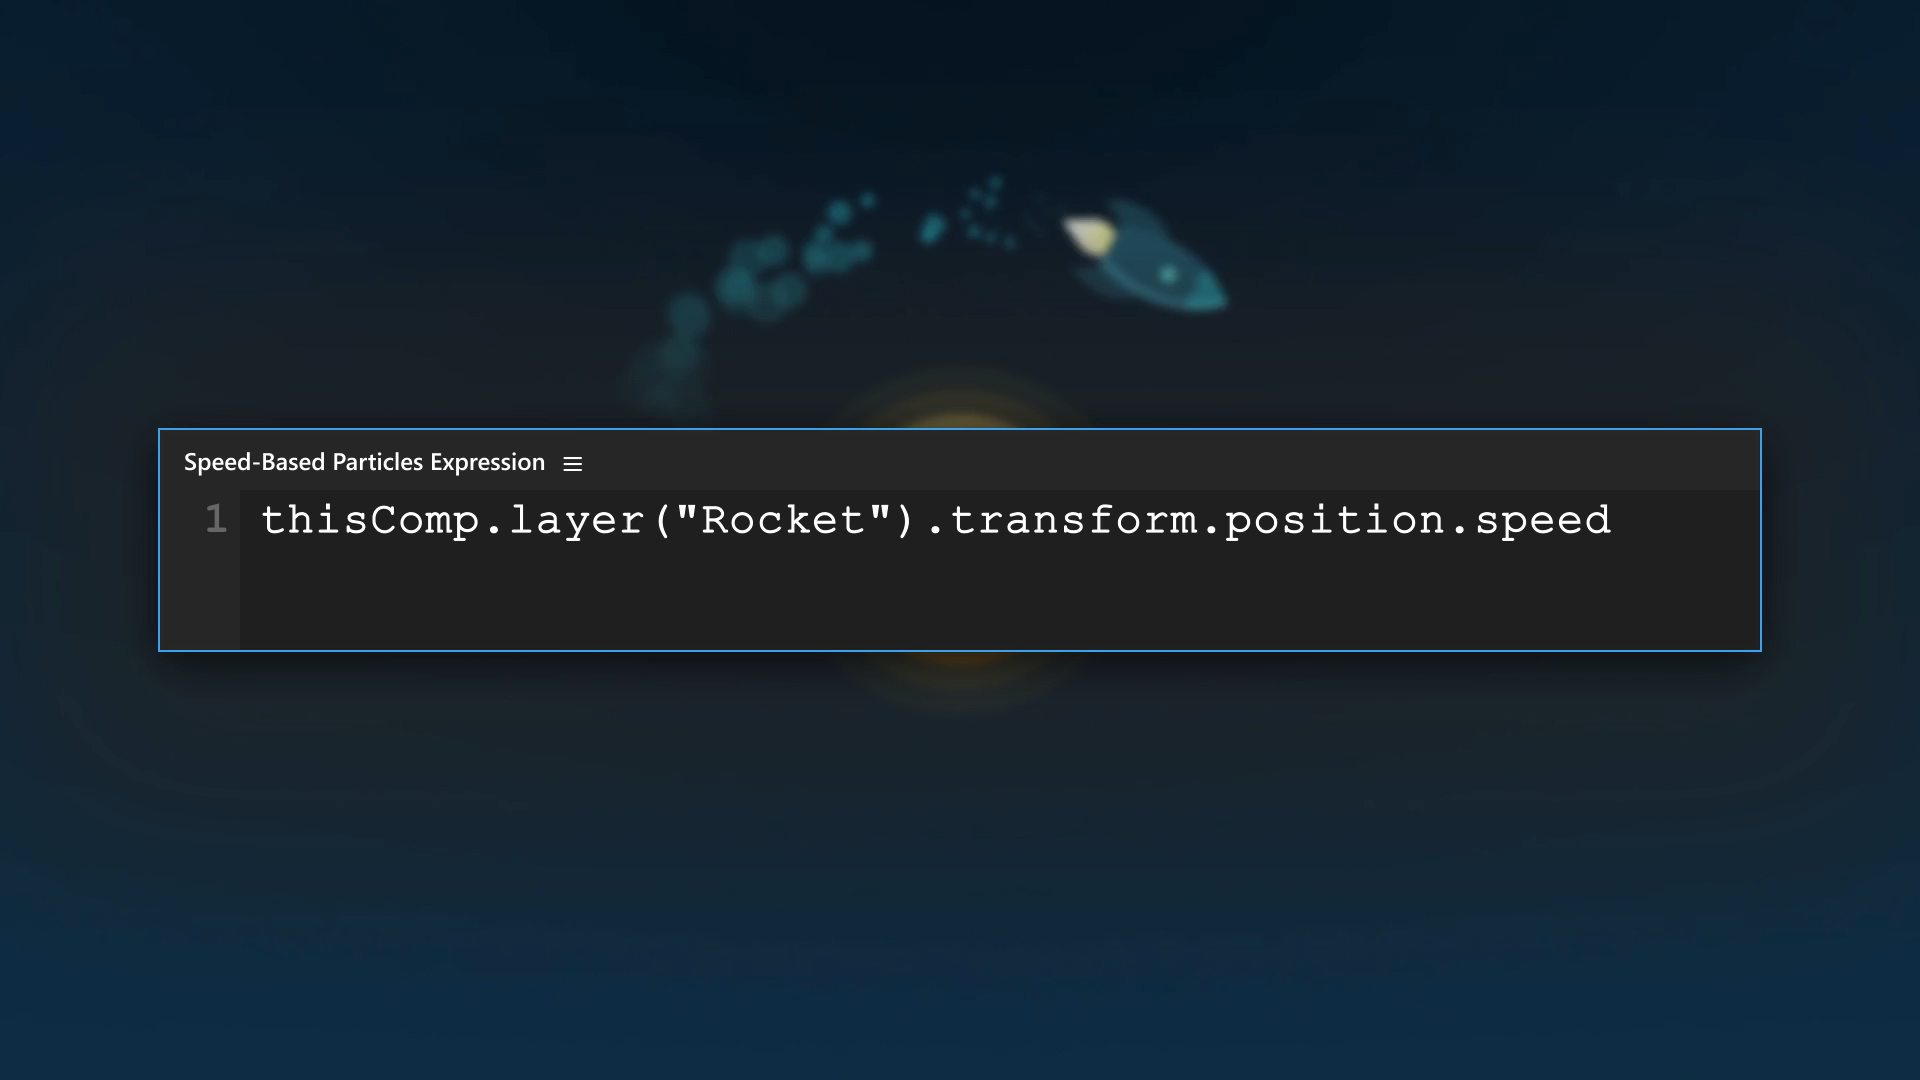 Speed-Based Particles Expression
1 thisComp.layer("Rocket").transform.position.speed